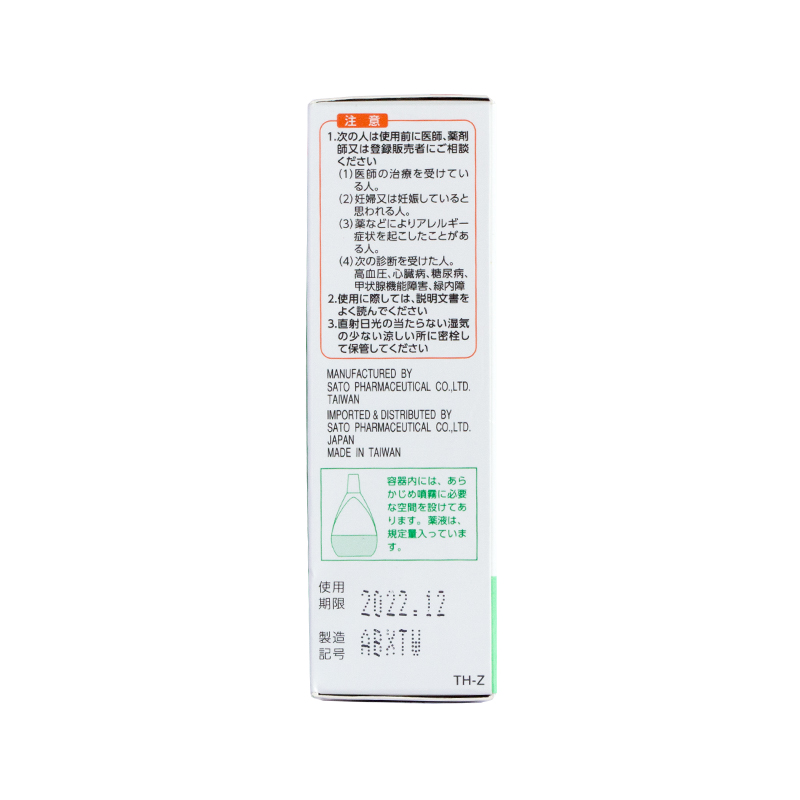 注意
1.次の人は使用前に医師、薬剤
師又は登録販売者にご相談
ください
(1)医師の治療を受けてい
る人。
(2)妊婦又は妊娠していると
思われる人。
(3)薬などによりアレルギー
症状を起こしたことがあ
る人。
(4)次の診断を受けた人。
高血圧、心臓病、糖尿病、
甲状腺機能障害、緑内障
2.使用に際しては、説明文書を
よく読んでください
3.直射日光の当たらない湿気
の少ない涼しい所に密栓し
て保管してください
MANUFACTURED BY
SATO PHARMACEUTICAL CO.,LTD.
TAIWAN
IMPORTED & DISTRIBUTED BY
SATO PHARMACEUTICAL CO.,LTD.
JAPAN
MADE IN TAIWAN
容器内には、あら
かじめ噴霧に必要
な空間を設けてあ
ります。薬液は、
規定量入っていま
す。
使用
期限 2022.12
製造
記号 ABXTW
TH-Z